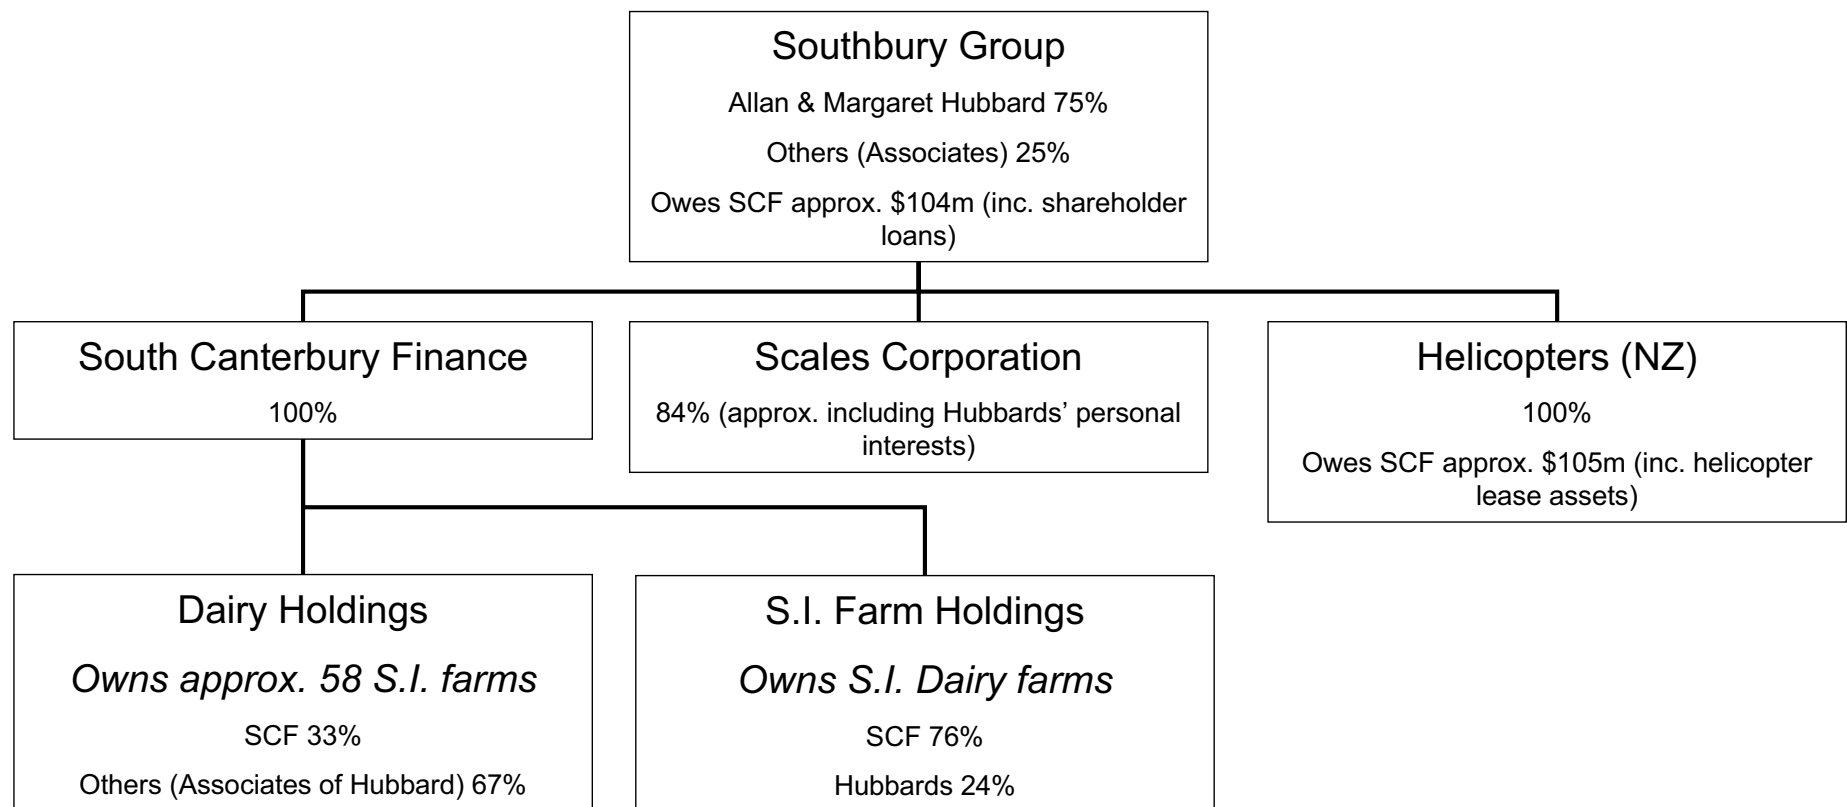 Southbury Group
Allan & Margaret Hubbard 75%
Others (Associates) 25%
Owes SCF approx. $104m (inc. shareholder
loans)
South Canterbury Finance
100%
Scales Corporation
84% (approx. including Hubbards’ personal
interests)
Helicopters (NZ)
100%
Owes SCF approx. $105m (inc. helicopter
lease assets)
Dairy Holdings
Owns approx. 58 S.I. farms
SCF 33%
Others (Associates of Hubbard) 67%
S.I. Farm Holdings
Owns S.I. Dairy farms
SCF 76%
Hubbards 24%